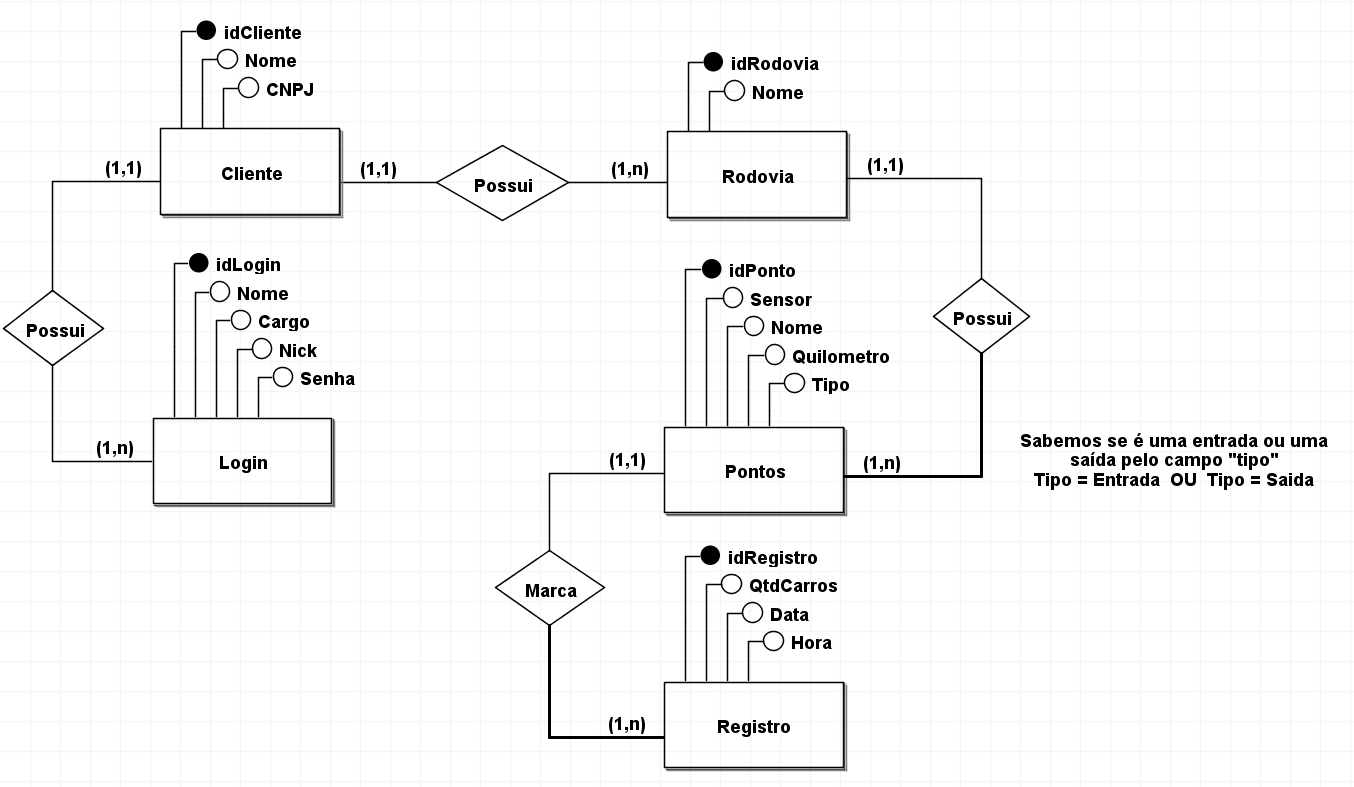 idCliente
Nome
CNPJ
Cliente
(1,1)
(1,1)
Possui
(1,n)
idRodovia
Nome
Rodovia
(1,1)
Possui
(1,n)
idLogin
Nome
Cargo
Nick
Senha
Login
idPonto
Sensor
Nome
Quilometro
Tipo
Pontos
(1,1)
(1,n)
Possui
Sabemos se é uma entrada ou uma
saída pelo campo "tipo"
Tipo = Entrada OU Tipo = Saida
Marca
(1,n)
idRegistro
QtdCarros
Data
Hora
Registro